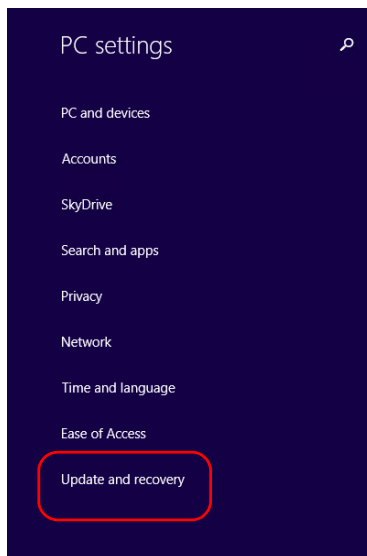 PC settings
PC and devices
Accounts
SkyDrive
Search and apps
Privacy
Network
Time and language
Ease of Access
Update and recovery